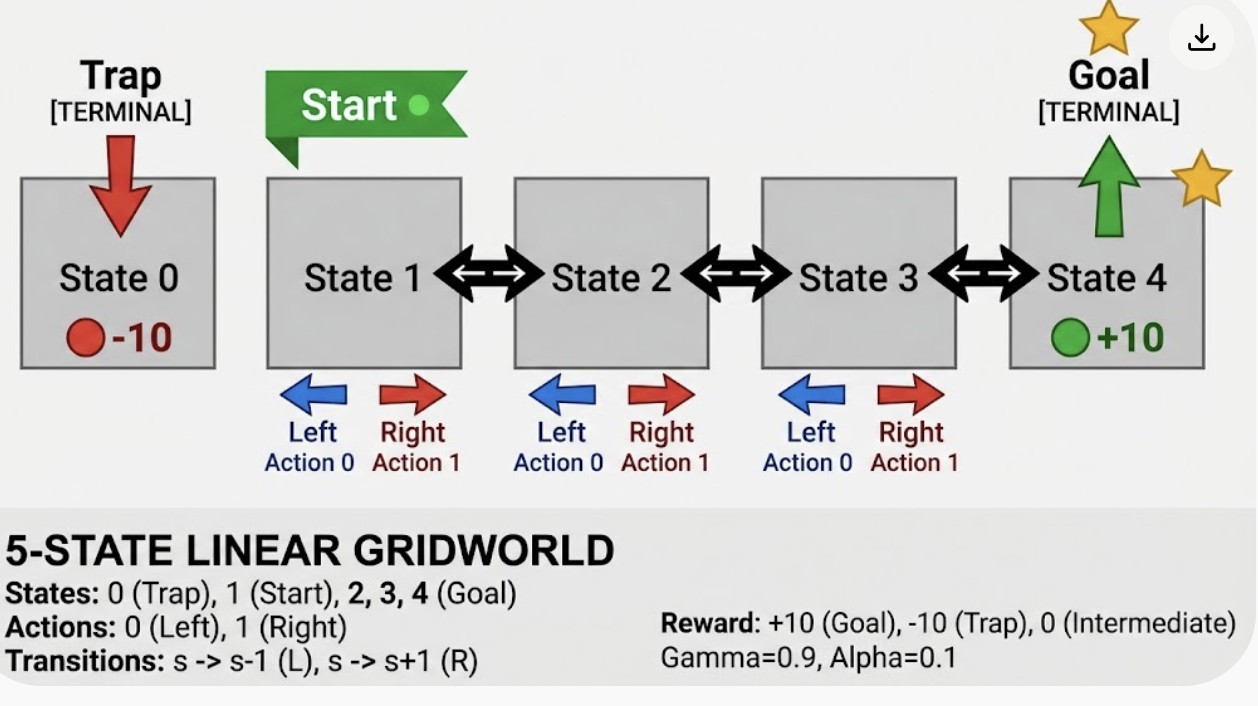 Trap
[TERMINAL]
Start
Goal
[TERMINAL]
State 0
-10
State 1
State 2
State 3
State 4
+10
Left
Action 0
Right
Action 1
Left
Action 0
Right
Action 1
Left
Action 0
Right
Action 1
5-STATE LINEAR GRIDWORLD
States: 0 (Trap), 1 (Start), 2, 3, 4 (Goal)
Actions: 0 (Left), 1 (Right)
Transitions: s -> s-1 (L), s -> s+1 (R)
Reward: +10 (Goal), -10 (Trap), 0 (Intermediate)
Gamma=0.9, Alpha=0.1